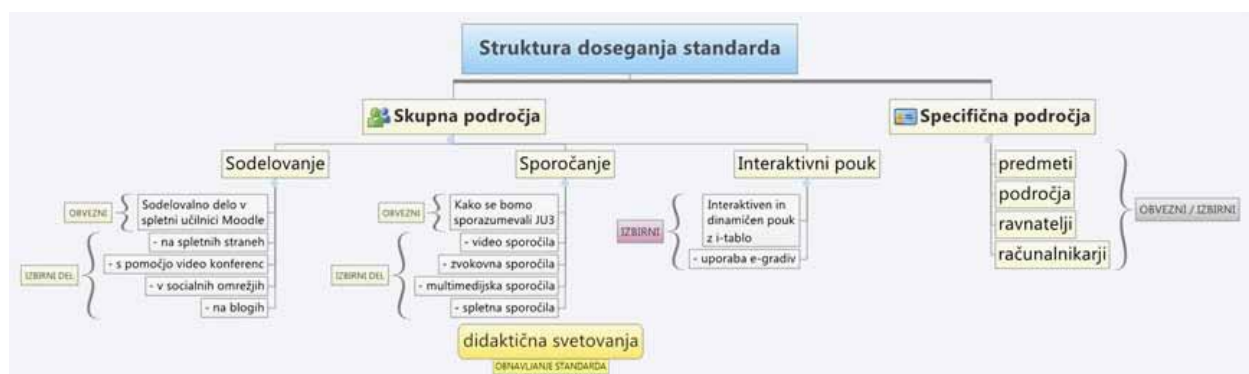 Struktura doseganja standarda
Skupna področja
Specifična področja
Sodelovanje
OBVEZNI
Sodelovalno delo v
spletni učilnici Moodle
IZBIRNI DEL
- na spletnih straneh
- s pomočjo video konferenc
- v socialnih omrežjih
- na blogih
Sporočanje
OBVEZNI
Kako se bomo
sporazumevali JU3
IZBIRNI DEL
- video sporočila
- zvokovna sporočila
- multimedijska sporočila
- spletna sporočila
Interaktivni pouk
IZBIRNI
Interaktiven in
dinamičen pouk
z i-tablo
- uporaba e-gradiv
predmeti
področja
ravnatelji
računalnikarji
OBVEZNI / IZBIRNI
didaktična svetovanja
OBNAVLJANJE STANDARDA